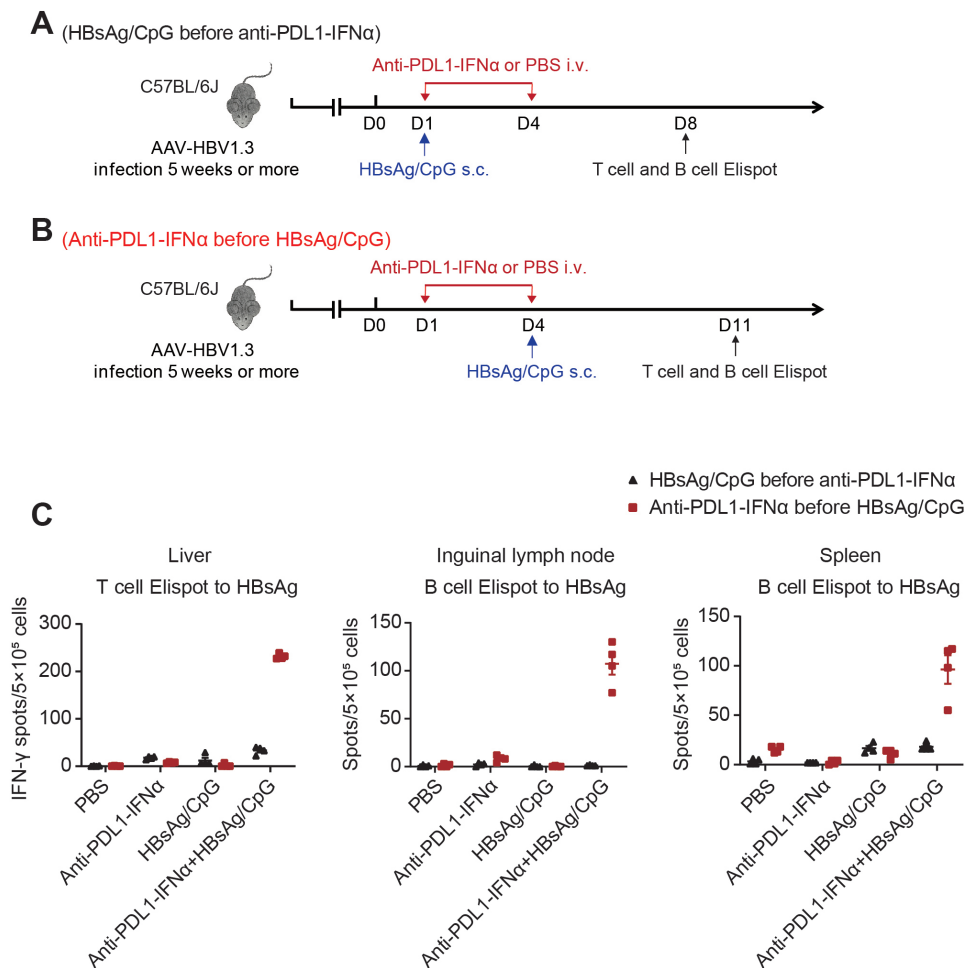 A (HBsAg/CpG before anti-PDL1-IFNα)
Anti-PDL1-IFNα or PBS i.v.
C57BL/6J
D0 D1 D4 D8
AAV-HBV1.3
infection 5 weeks or more
HBsAg/CpG s.c.
T cell and B cell Elispot
B (Anti-PDL1-IFNα before HBsAg/CpG)
Anti-PDL1-IFNα or PBS i.v.
C57BL/6J
D0 D1 D4 D11
AAV-HBV1.3
infection 5 weeks or more
HBsAg/CpG s.c.
T cell and B cell Elispot
HBsAg/CpG before anti-PDL1-IFNα
Anti-PDL1-IFNα before HBsAg/CpG
C
Liver
T cell Elispot to HBsAg
IFN-γ spots/5×10⁵ cells
300
200
100
0
PBS
Anti-PDL1-IFNα
HBsAg/CpG
Anti-PDL1-IFNα+HBsAg/CpG
Inguinal lymph node
B cell Elispot to HBsAg
Spots/5×10⁵ cells
150
100
50
0
PBS
Anti-PDL1-IFNα
HBsAg/CpG
Anti-PDL1-IFNα+HBsAg/CpG
Spleen
B cell Elispot to HBsAg
Spots/5×10⁵ cells
150
100
50
0
PBS
Anti-PDL1-IFNα
HBsAg/CpG
Anti-PDL1-IFNα+HBsAg/CpG